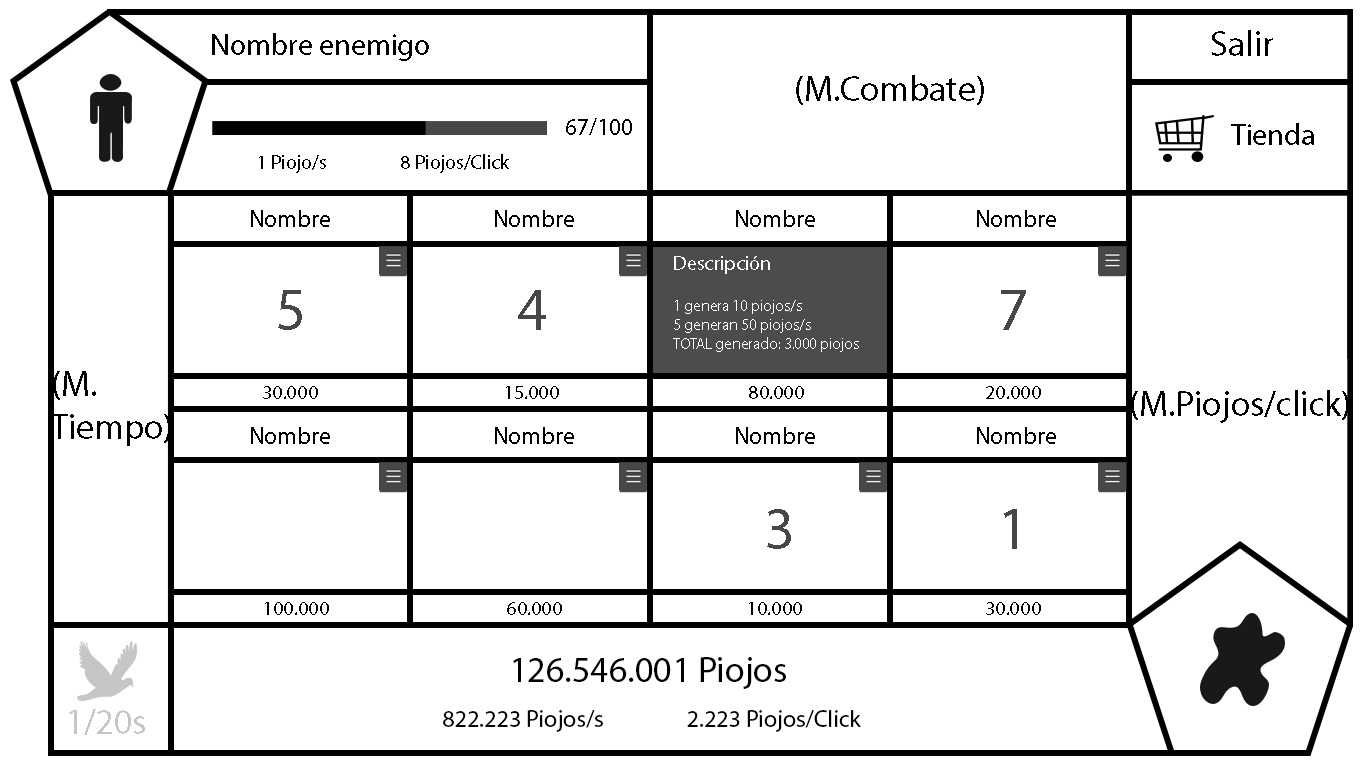 Nombre enemigo
(M.Combate)
Salir
67/100
1 Piojo/s
8 Piojos/Click
Tienda
Nombre
Nombre
Nombre
Nombre
5
4
Descripción
1 genera 10 piojos/s
5 generan 50 piojos/s
TOTAL generado: 3.000 piojos
7
30.000
15.000
80.000
20.000
(M.
Tiempo)
(M.Piojos/click)
Nombre
Nombre
Nombre
Nombre
3
1
100.000
60.000
10.000
30.000
1/20s
126.546.001 Piojos
822.223 Piojos/s
2.223 Piojos/Click